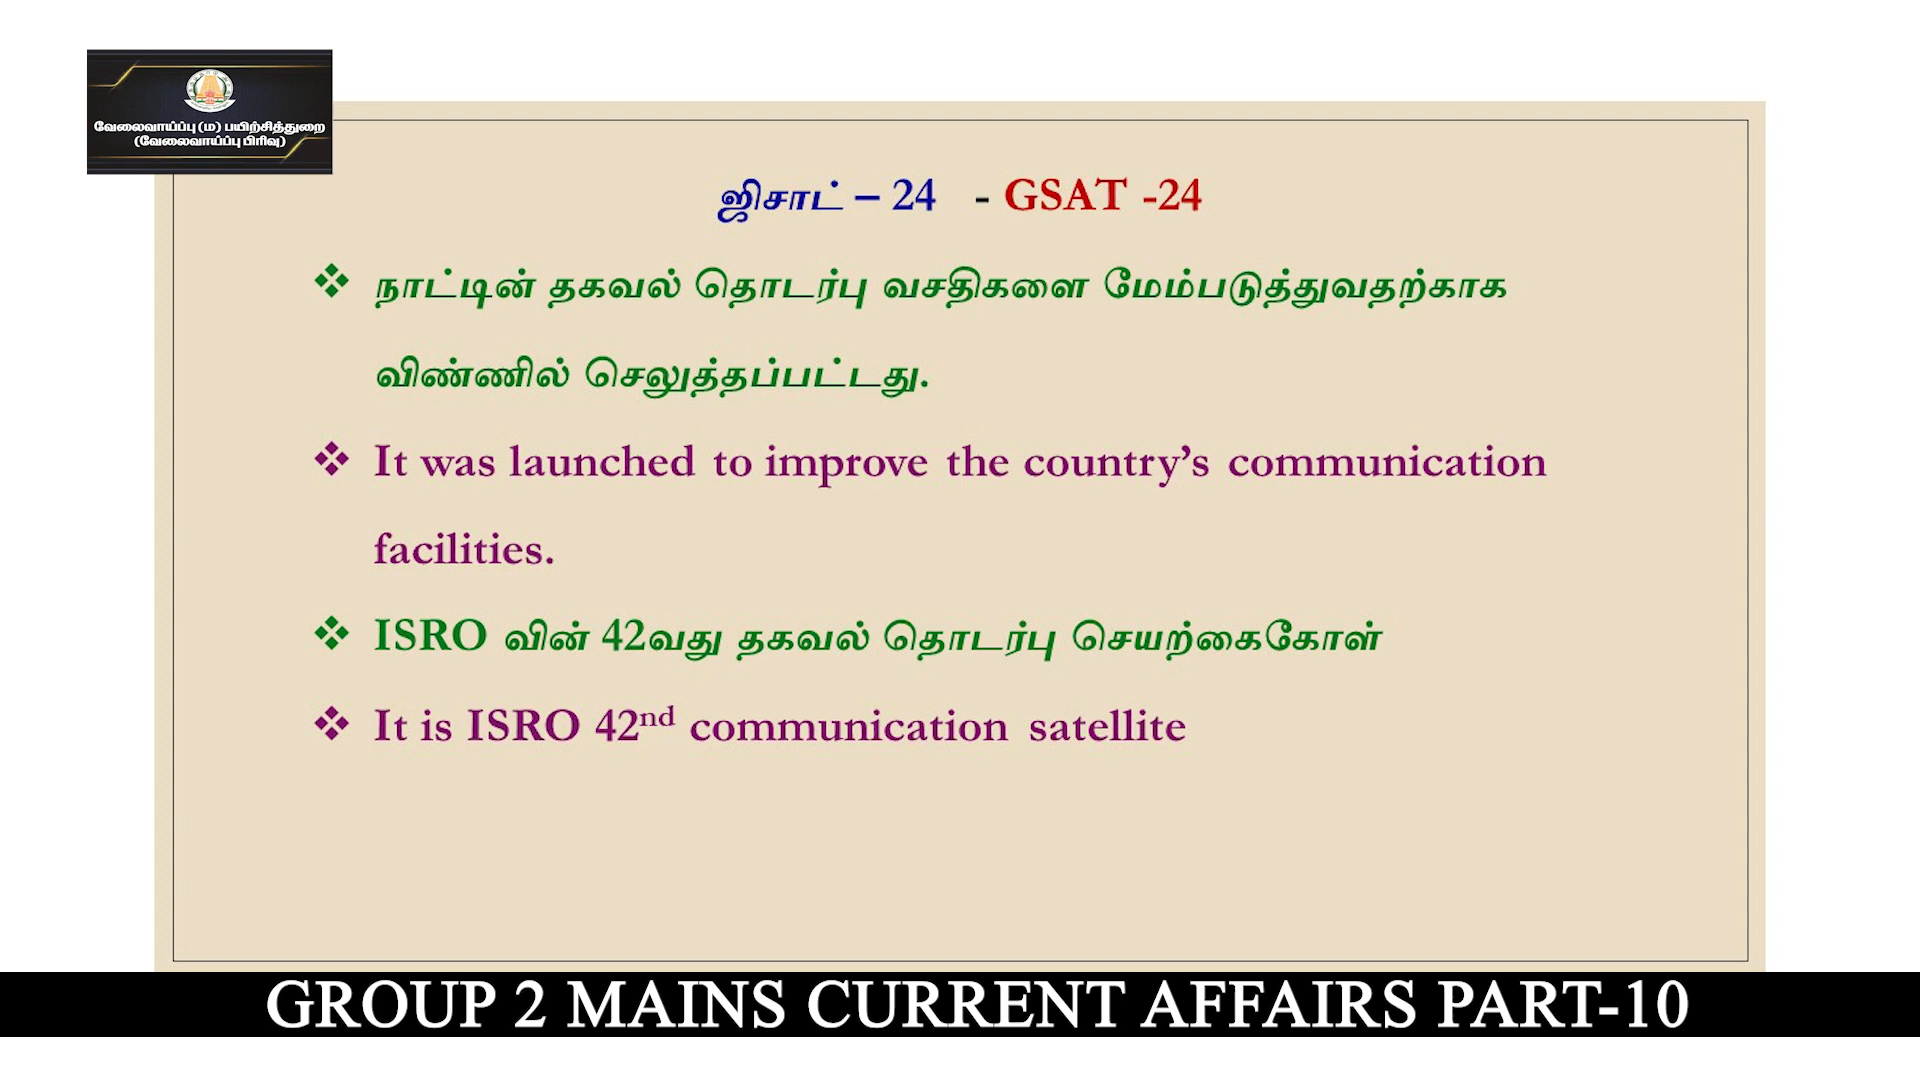 வேலைவாய்ப்பு (ம) பயிற்சித்துறை
(வேலைவாய்ப்பு பிரிவு)
ஜிசாட் – 24 - GSAT -24
❖ நாட்டின் தகவல் தொடர்பு வசதிகளை மேம்படுத்துவதற்காக
விண்ணில் செலுத்தப்பட்டது.
❖ It was launched to improve the country’s communication
facilities.
❖ ISRO வின் 42வது தகவல் தொடர்பு செயற்கைகோள்
❖ It is ISRO 42nd communication satellite
GROUP 2 MAINS CURRENT AFFAIRS PART-10